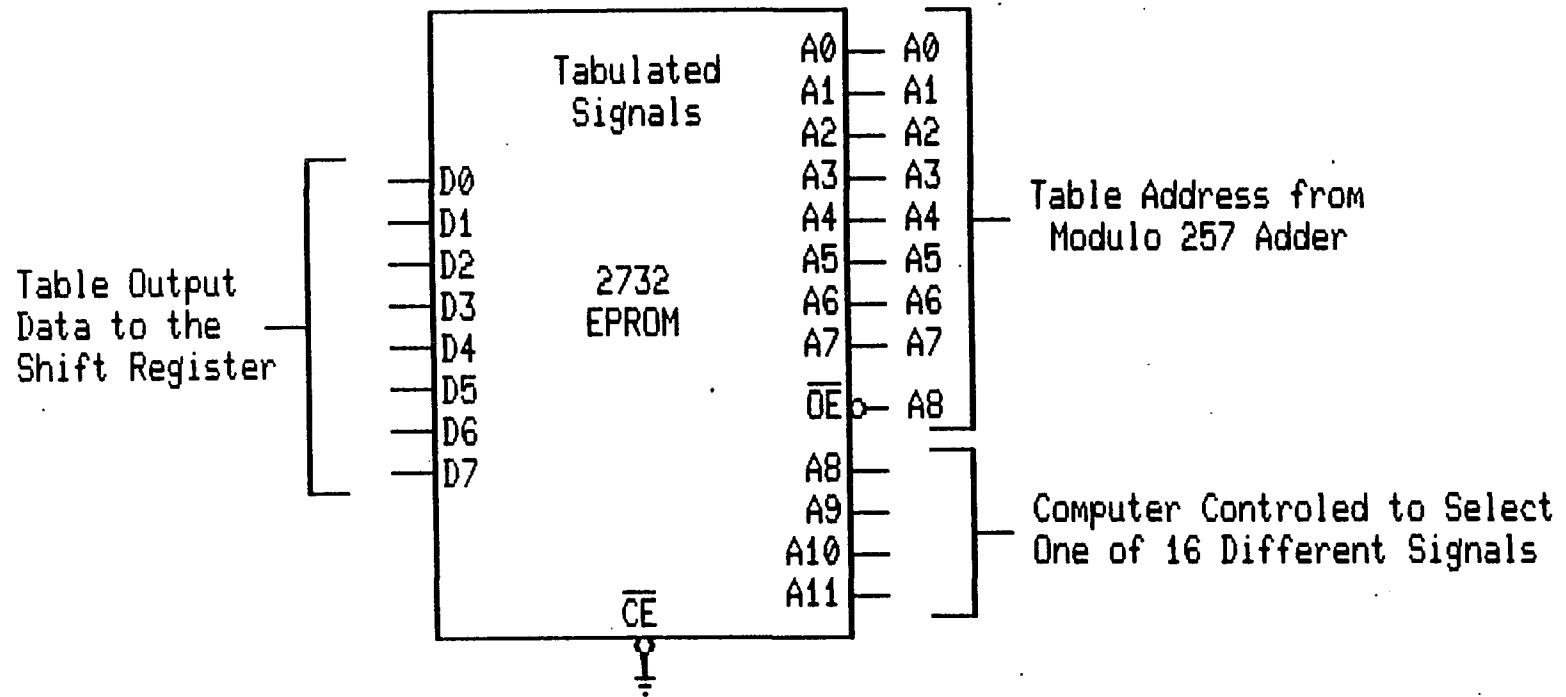 Tabulated
Signals
2732
EPROM
Table Output
Data to the
Shift Register
D0
D1
D2
D3
D4
D5
D6
D7
A0
A1
A2
A3
A4
A5
A6
A7
OE
A8
A9
A10
A11
CE
A0
A1
A2
A3
A4
A5
A6
A7
A8
Table Address from
Modulo 257 Adder
Computer Controled to Select
One of 16 Different Signals